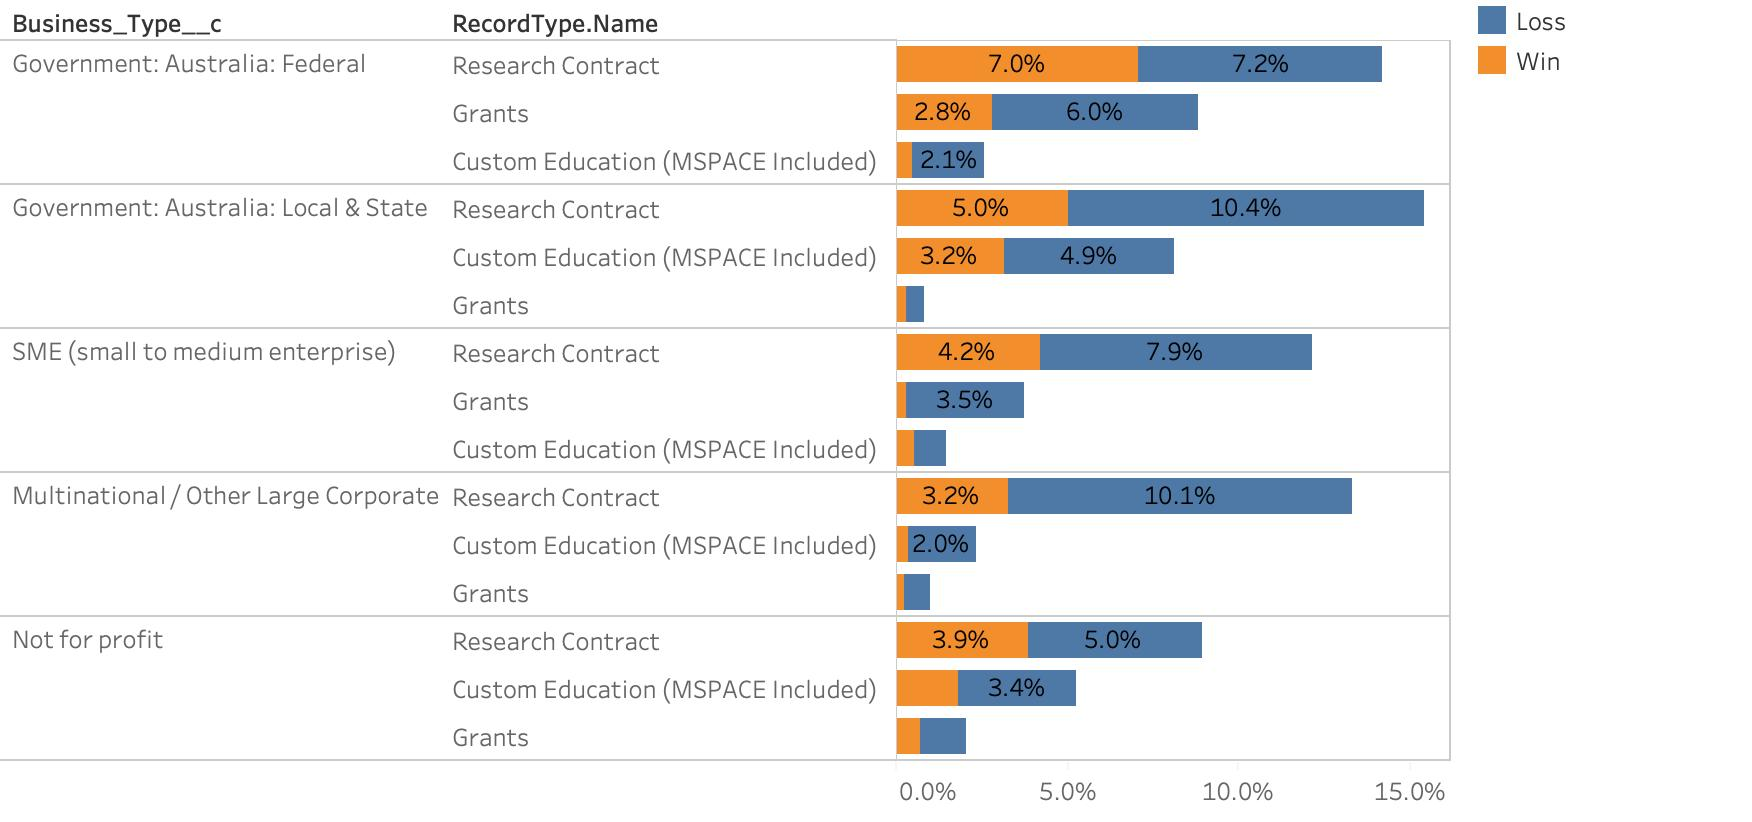 Business_Type__c RecordType.Name
Loss
Win
Government: Australia: Federal Research Contract 7.0% 7.2%
Grants 2.8% 6.0%
Custom Education (MSPACE Included) 2.1%
Government: Australia: Local & State Research Contract 5.0% 10.4%
Custom Education (MSPACE Included) 3.2% 4.9%
Grants
SME (small to medium enterprise) Research Contract 4.2% 7.9%
Grants 3.5%
Custom Education (MSPACE Included)
Multinational / Other Large Corporate Research Contract 3.2% 10.1%
Custom Education (MSPACE Included) 2.0%
Grants
Not for profit Research Contract 3.9% 5.0%
Custom Education (MSPACE Included) 3.4%
Grants
0.0% 5.0% 10.0% 15.0%